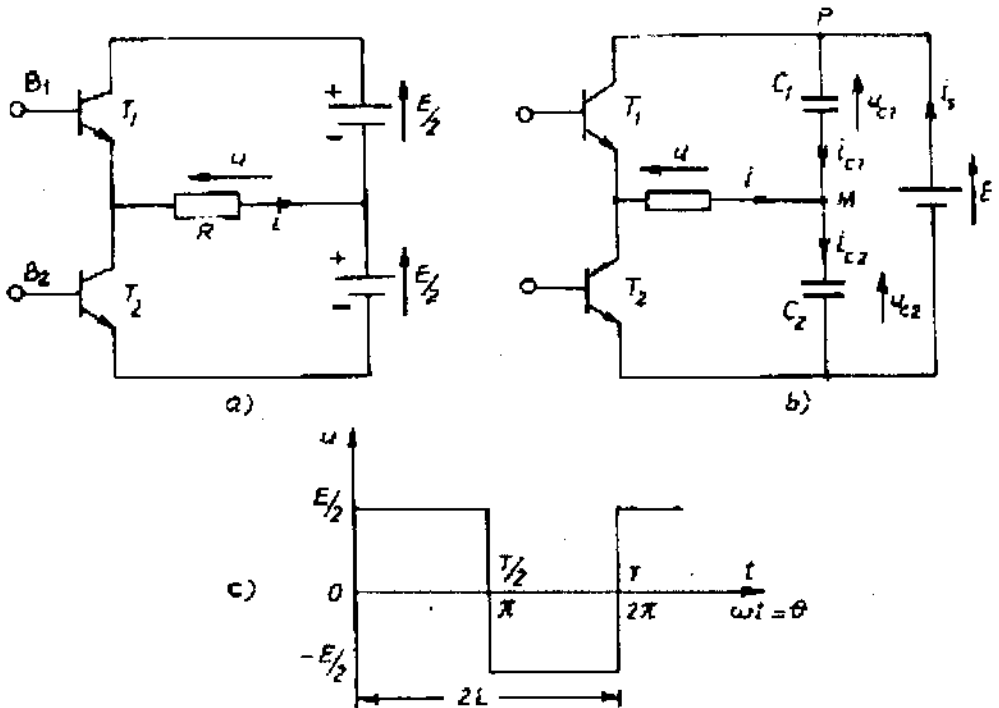 B1
T1
E/2
u
R
i
B2
T2
E/2
a)
P
T1
C1
uc1
is
ic1
u
i
M
E
ic2
T2
C2
uc2
b)
u
E/2
T/2
T
t
c)
0
π
2π
ωt = θ
-E/2
2L